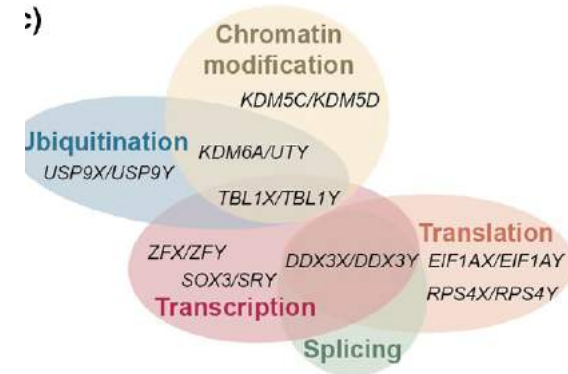 c)
Chromatin
modification
KDM5C/KDM5D
Ubiquitination
KDM6A/UTY
USP9X/USP9Y
TBL1X/TBL1Y
Translation
ZFX/ZFY
DDX3X/DDX3Y
EIF1AX/EIF1AY
SOX3/SRY
RPS4X/RPS4Y
Transcription
Splicing